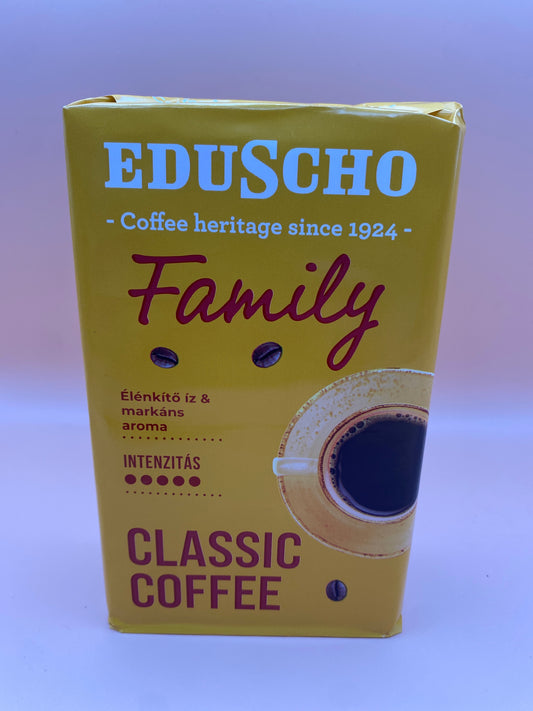 EDUSCHO
- Coffee heritage since 1924 -
Family
Élénkítő íz &
markáns
aroma
INTENZITÁS
CLASSIC
COFFEE